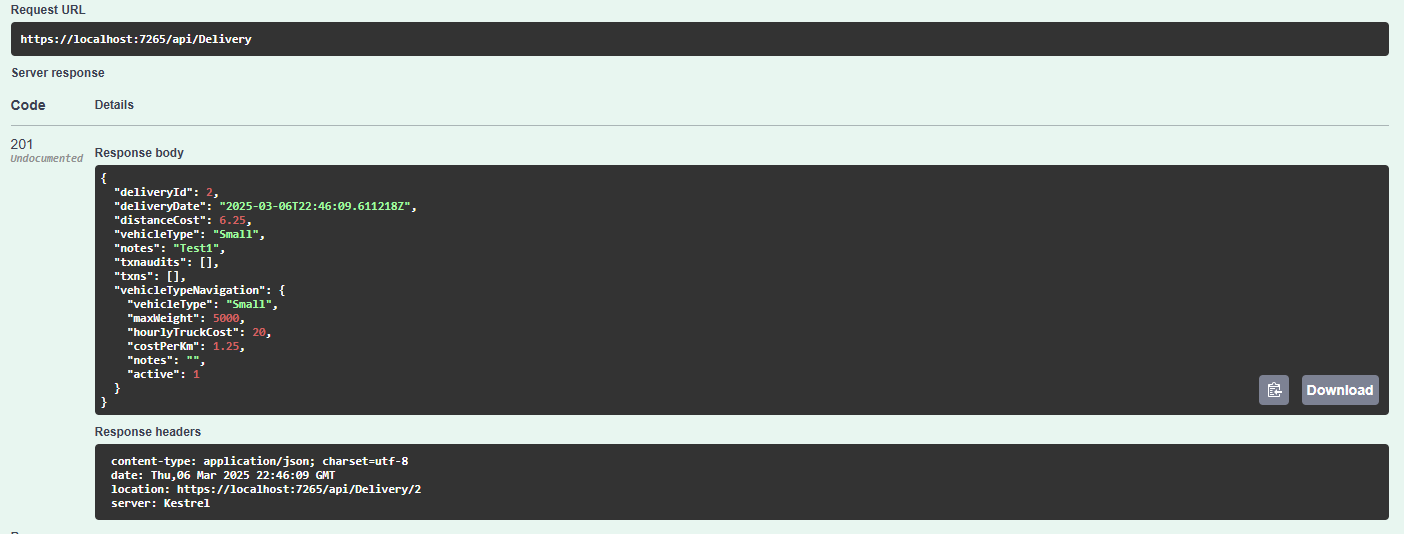 Request URL
https://localhost:7265/api/Delivery
Server response
Code Details
201
Undocumented
Response body
{
  "deliveryId": 2,
  "deliveryDate": "2025-03-06T22:46:09.611218Z",
  "distanceCost": 6.25,
  "vehicleType": "Small",
  "notes": "Test1",
  "txnaudits": [],
  "txns": [],
  "vehicleTypeNavigation": {
    "vehicleType": "Small",
    "maxWeight": 5000,
    "hourlyTruckCost": 20,
    "costPerKm": 1.25,
    "notes": "",
    "active": 1
  }
}
Download
Response headers
content-type: application/json; charset=utf-8
date: Thu,06 Mar 2025 22:46:09 GMT
location: https://localhost:7265/api/Delivery/2
server: Kestrel